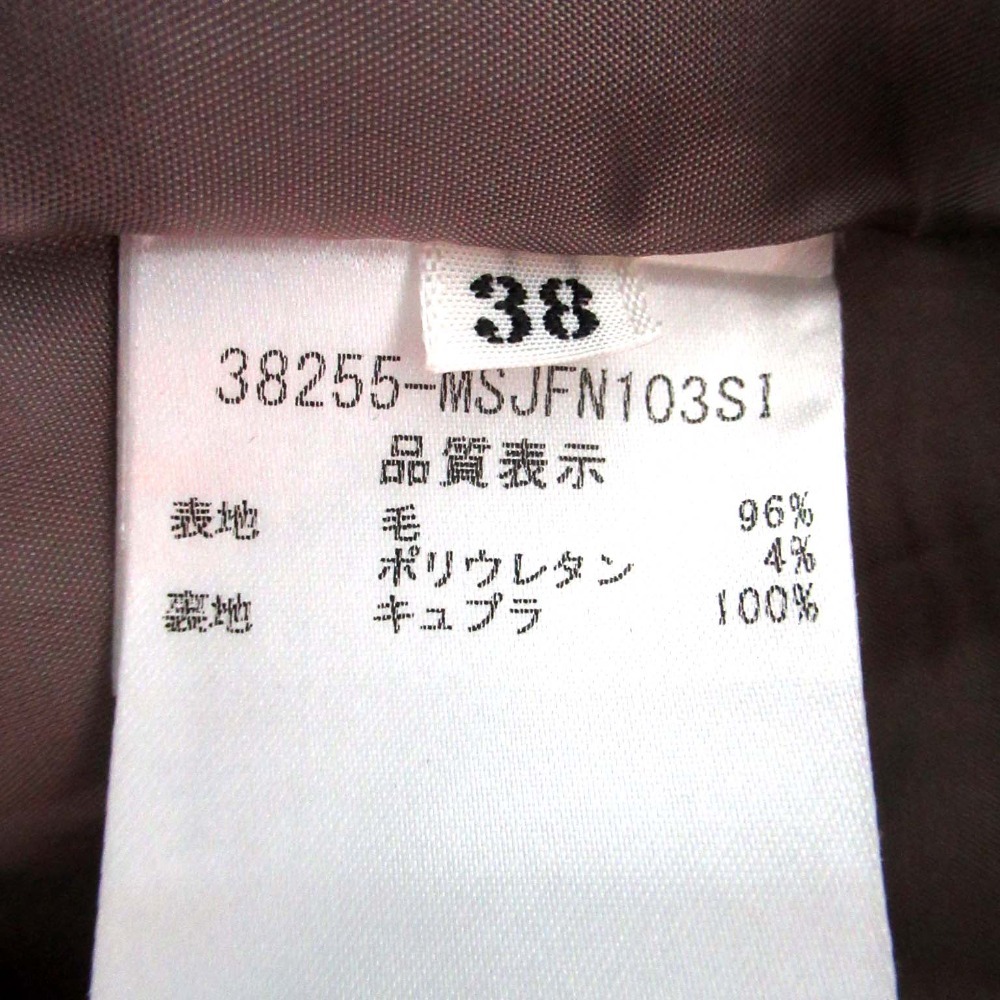 38
38255-MSJFN103SI
品質表示
表地 毛 96%
ポリウレタン 4%
裏地 キュプラ 100%